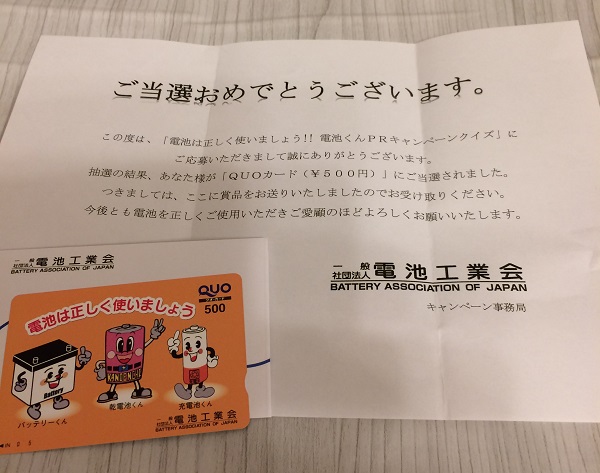 ご当選おめでとうございます。
この度は、「電池は正しく使いましょう!! 電池くんPRキャンペーンクイズ」に
ご応募いただきまして誠にありがとうございます。
抽選の結果、あなた様が「QUOカード(¥500円)」にご当選されました。
つきましては、ここに賞品をお送りいたしましたのでお受け取りください。
今後とも電池を正しくご使用いただきご愛顧のほどよろしくお願いいたします。
一般社団法人 電池工業会
BATTERY ASSOCIATION OF JAPAN
キャンペーン事務局
一般社団法人 電池工業会
BATTERY ASSOCIATION OF JAPAN
QUO
クオ・カード
500
電池は正しく使いましょう
Battery
KANDENCHI
バッテリーくん
乾電池くん
充電池くん
一般社団法人 電池工業会
BATTERY ASSOCIATION OF JAPAN